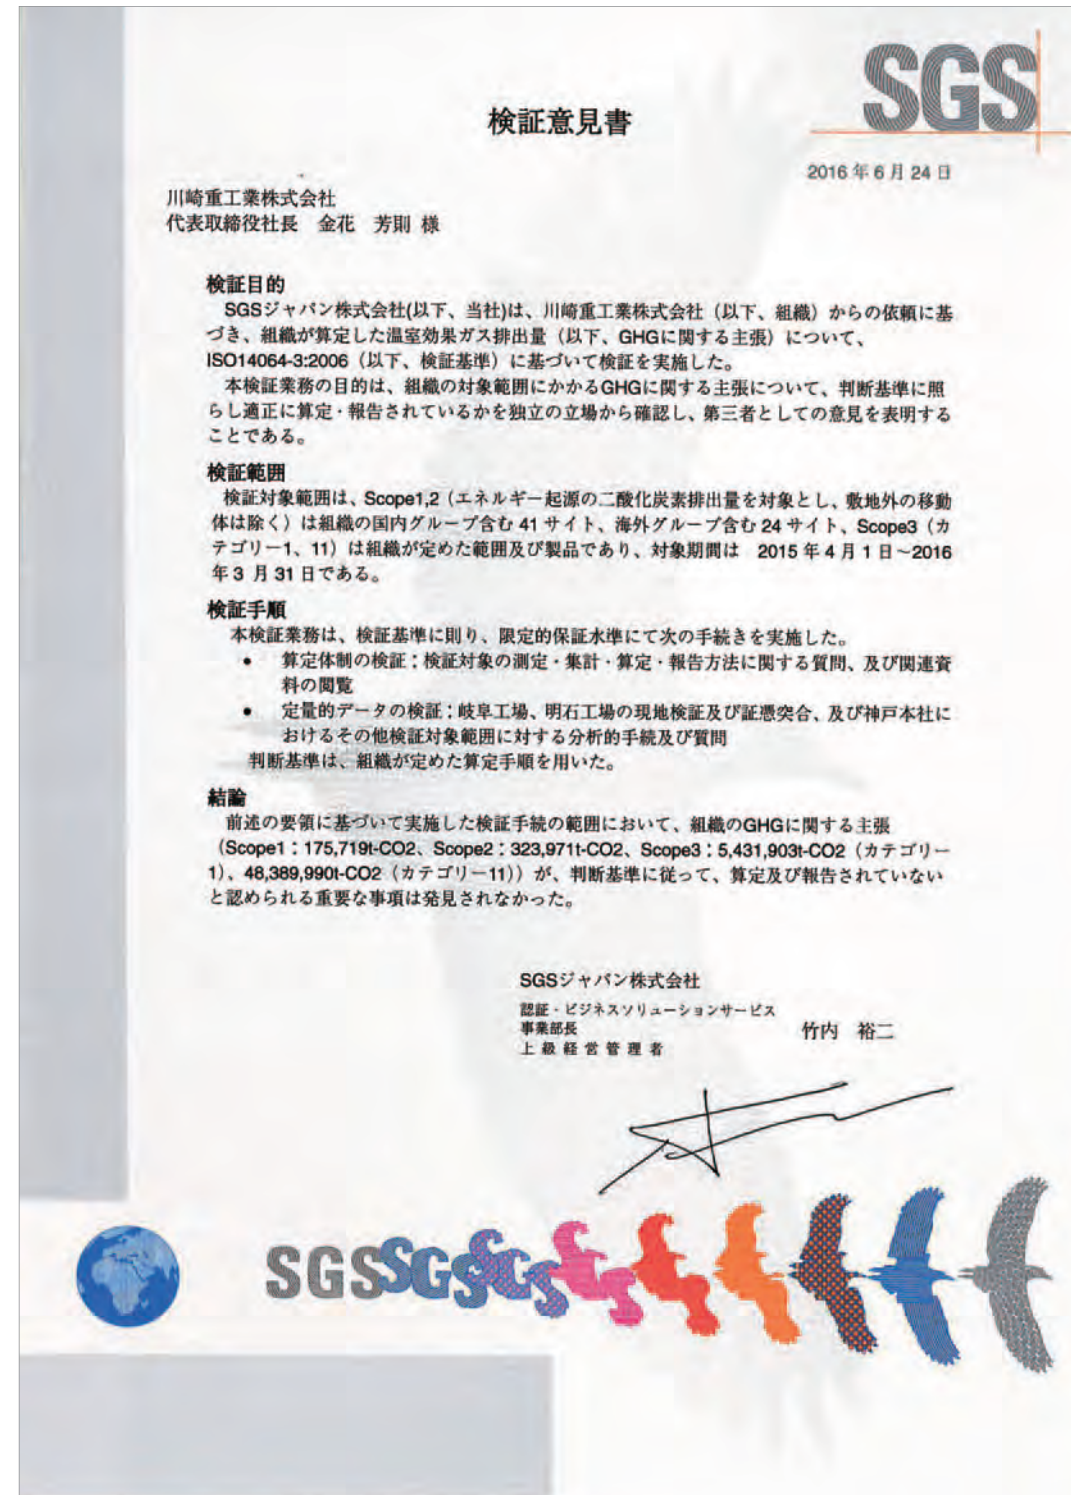 SGS
検証意見書
2016 年 6 月 24 日
川崎重工業株式会社
代表取締役社長　金花　芳則 様
検証目的
SGSジャパン株式会社(以下、当社)は、川崎重工業株式会社（以下、組織）からの依頼に基
づき、組織が算定した温室効果ガス排出量（以下、GHGに関する主張）について、
ISO14064-3:2006（以下、検証基準）に基づいて検証を実施した。
本検証業務の目的は、組織の対象範囲にかかるGHGに関する主張について、判断基準に照
らし適正に算定・報告されているかを独立の立場から確認し、第三者としての意見を表明する
ことである。
検証範囲
検証対象範囲は、Scope1,2（エネルギー起源の二酸化炭素排出量を対象とし、敷地外の移動
体は除く）は組織の国内グループ含む 41 サイト、海外グループ含む 24 サイト、Scope3（カ
テゴリー1、11）は組織が定めた範囲及び製品であり、対象期間は　2015 年 4 月 1 日～2016
年 3 月 31 日である。
検証手順
本検証業務は、検証基準に則り、限定的保証水準にて次の手続きを実施した。
• 算定体制の検証：検証対象の測定・集計・算定・報告方法に関する質問、及び関連資
料の閲覧
• 定量的データの検証：岐阜工場、明石工場の現地検証及び証憑突合、及び神戸本社に
おけるその他検証対象範囲に対する分析的手続及び質問
判断基準は、組織が定めた算定手順を用いた。
結論
前述の要領に基づいて実施した検証手続の範囲において、組織のGHGに関する主張
（Scope1：175,719t-CO2、Scope2：323,971t-CO2、Scope3：5,431,903t-CO2（カテゴリー
1）、48,389,990t-CO2（カテゴリー11））が、判断基準に従って、算定及び報告されていない
と認められる重要な事項は発見されなかった。
SGSジャパン株式会社
認証・ビジネスソリューションサービス
事業部長
上級経営管理者
竹内　裕二
SGSSGSSGS